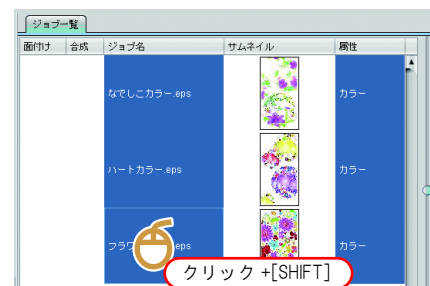 ジョブ一覧
面付け 合成 ジョブ名 サムネイル 属性
なでしこカラー.eps カラー
ハートカラー.eps カラー
フラワ eps カラー
クリック+[SHIFT]